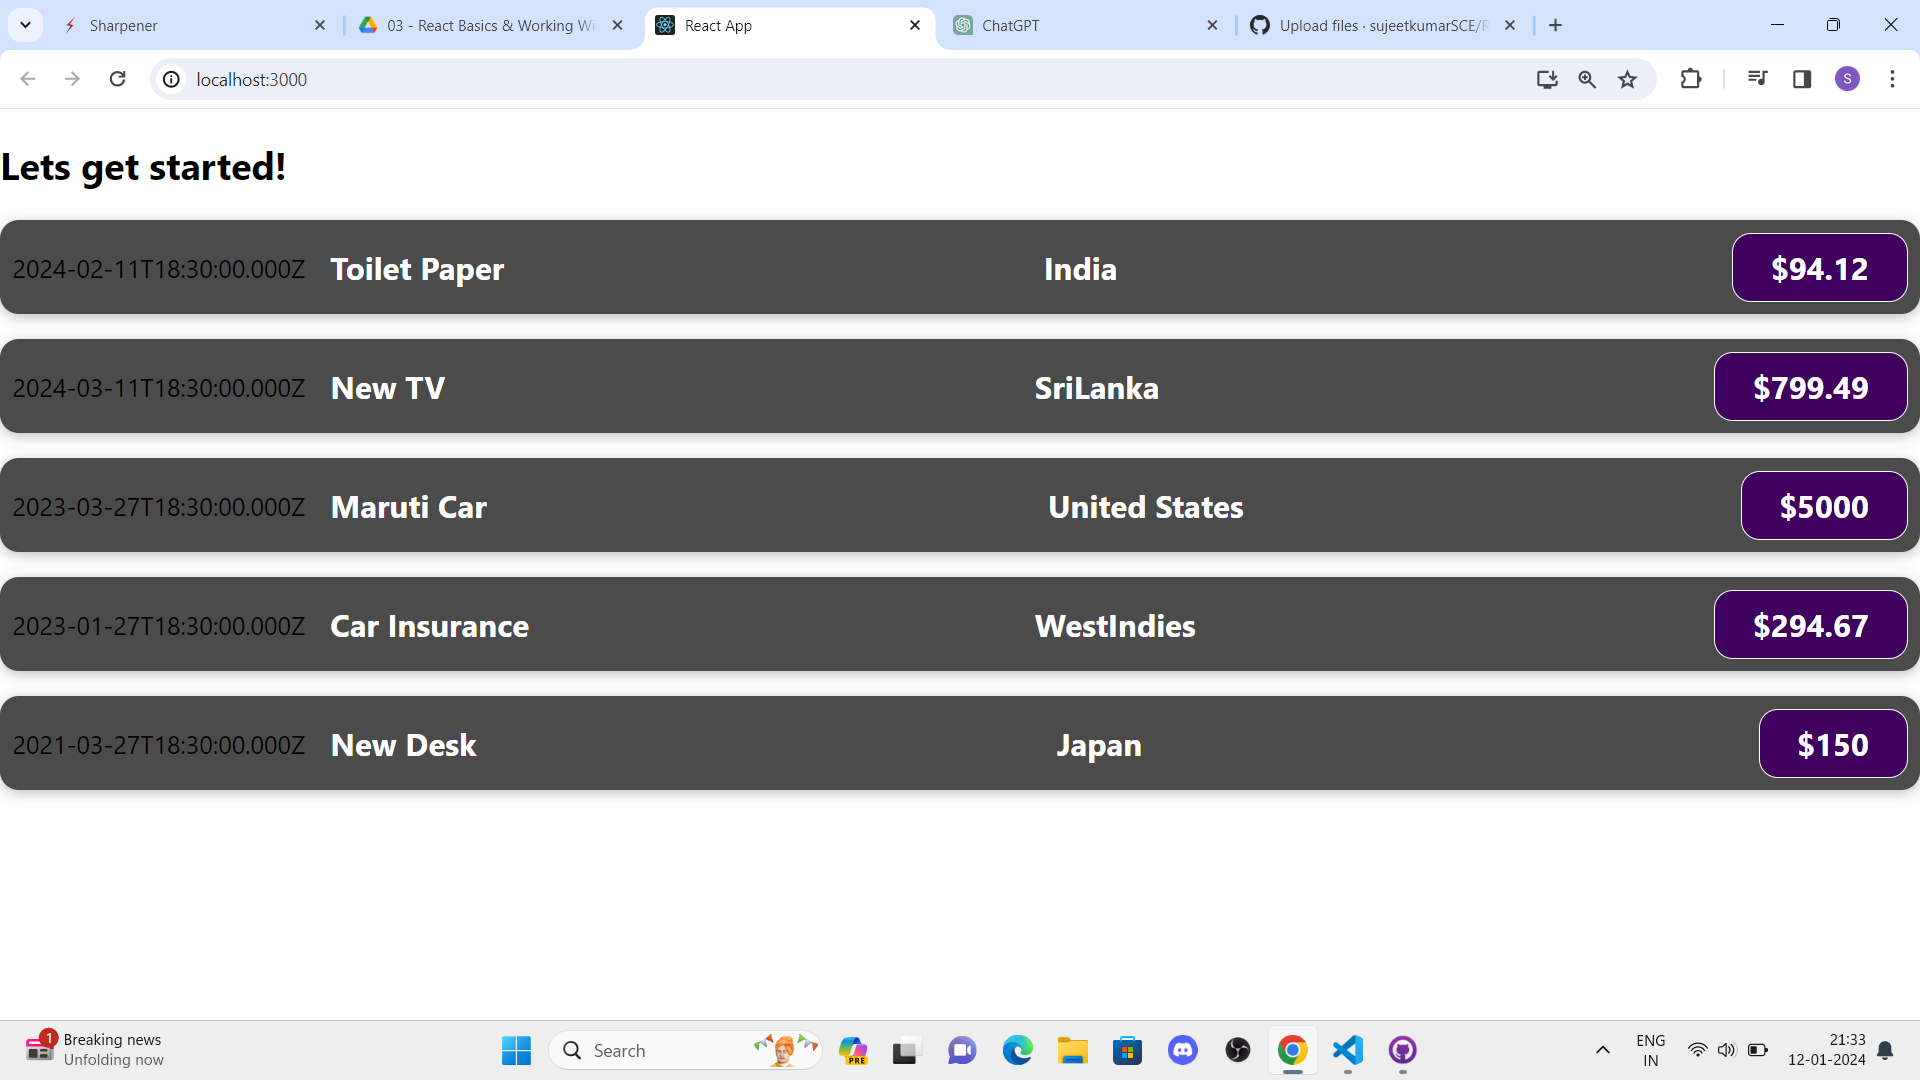 Sharpener
03 - React Basics & Working Wi
React App
ChatGPT
Upload files · sujeetkumarSCE/R
localhost:3000
S
Lets get started!
2024-02-11T18:30:00.000Z Toilet Paper India $94.12
2024-03-11T18:30:00.000Z New TV SriLanka $799.49
2023-03-27T18:30:00.000Z Maruti Car United States $5000
2023-01-27T18:30:00.000Z Car Insurance WestIndies $294.67
2021-03-27T18:30:00.000Z New Desk Japan $150
1
Breaking news
Unfolding now
Search
PRE
ENG
IN
21:33
12-01-2024